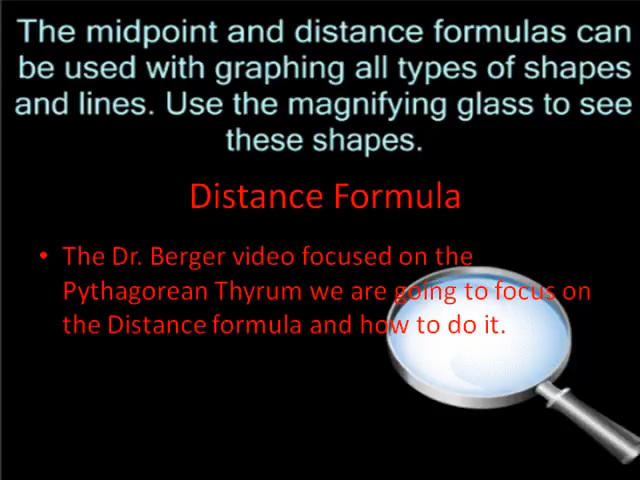 The midpoint and distance formulas can
be used with graphing all types of shapes
and lines. Use the magnifying glass to see
these shapes.
Distance Formula
• The Dr. Berger video focused on the
Pythagorean Thyrum we are going to focus on
the Distance formula and how to do it.